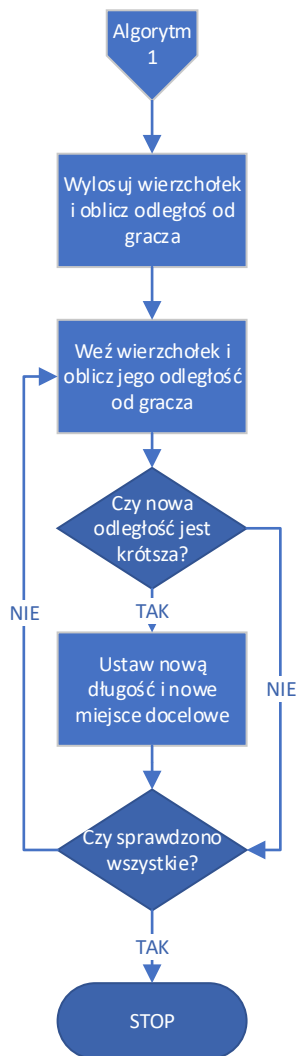 Algorytm
1
Wylosuj wierzchołek
i oblicz odległoś od
gracza
Weź wierzchołek i
oblicz jego odległość
od gracza
Czy nowa
odległość jest
krótsza?
NIE
TAK
NIE
Ustaw nową
długość i nowe
miejsce docelowe
Czy sprawdzono
wszystkie?
TAK
STOP